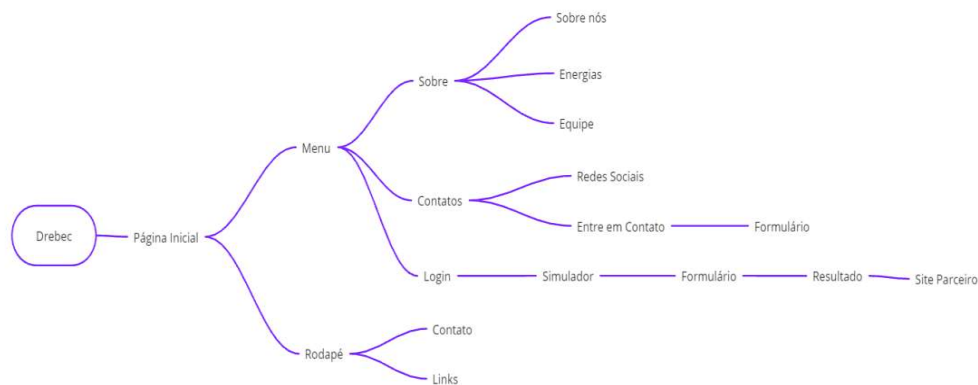 Drebec
Página Inicial
Menu
Sobre
Sobre nós
Energias
Equipe
Contatos
Redes Sociais
Entre em Contato
Formulário
Login
Simulador
Formulário
Resultado
Site Parceiro
Rodapé
Contato
Links